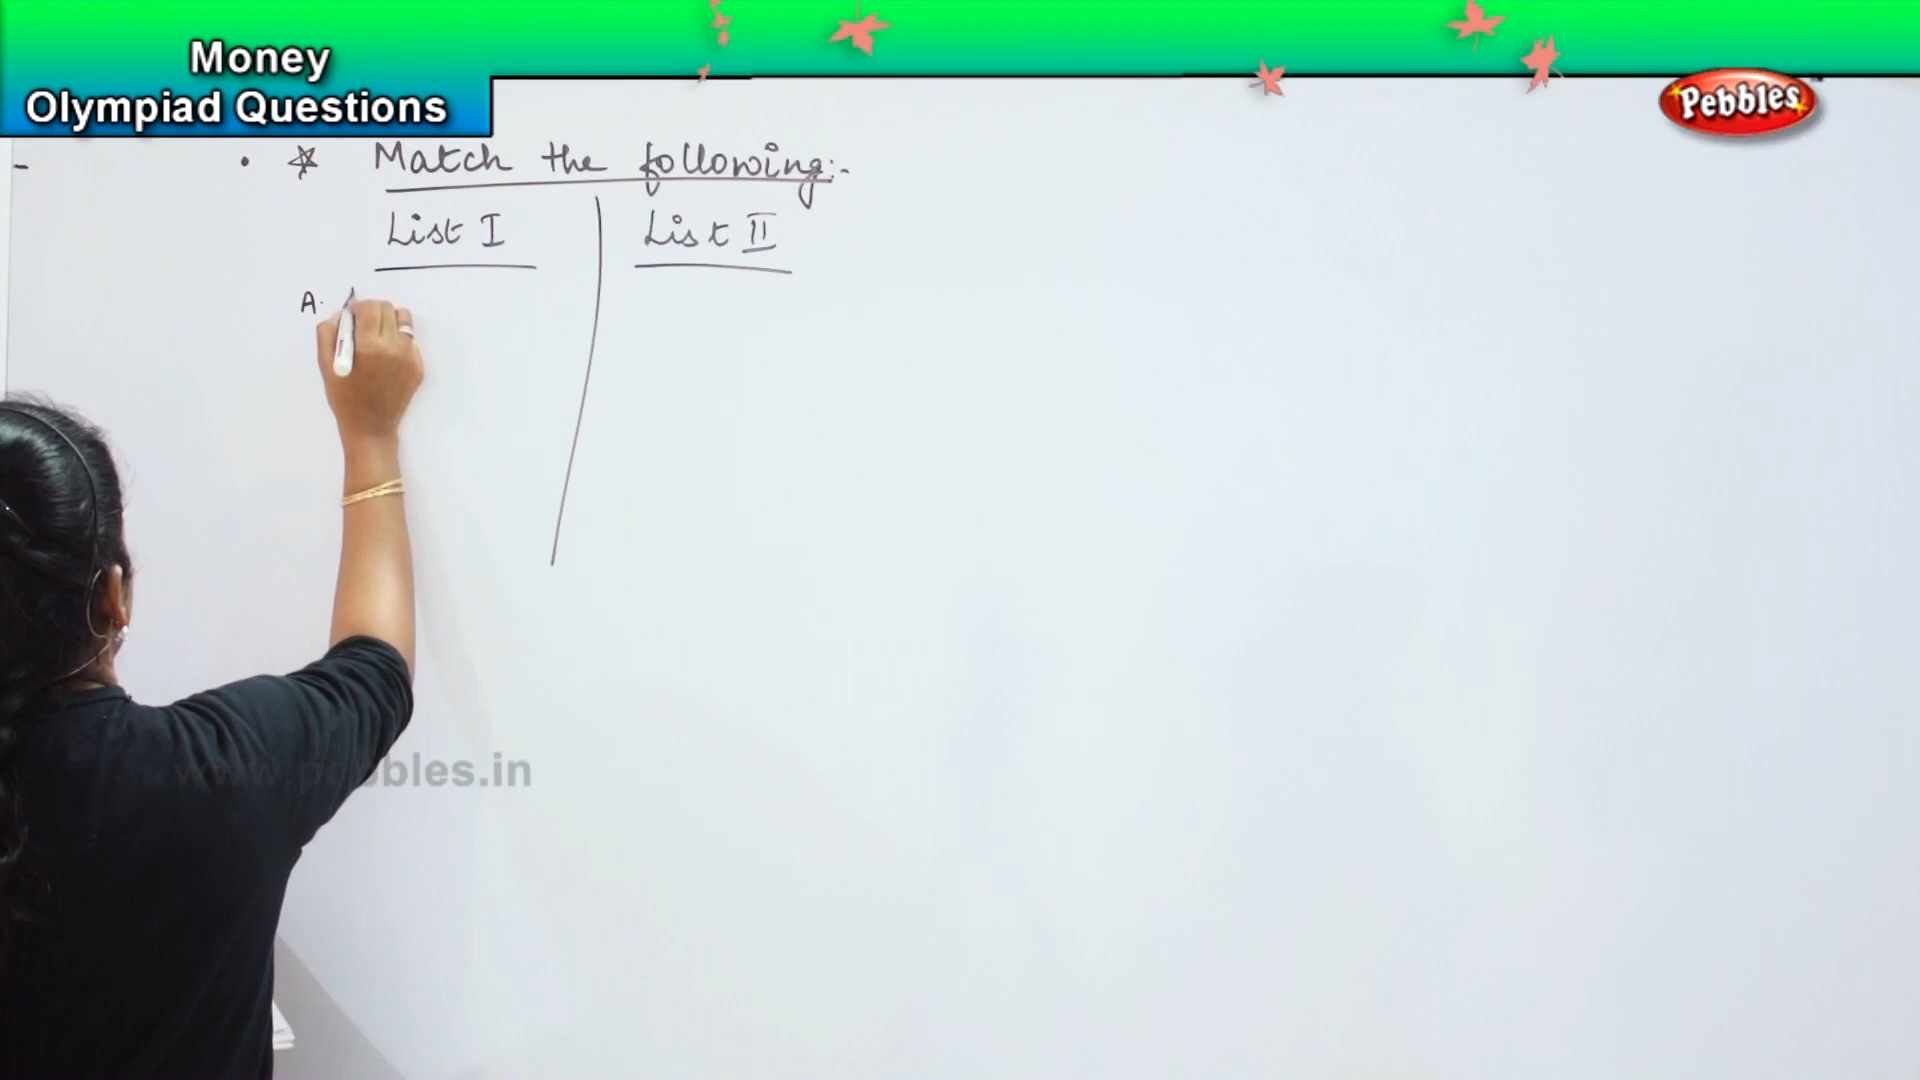 Money
Olympiad Questions
Pebbles
- • ☆ Match the following:-
List I List II
A.
www.pebbles.in